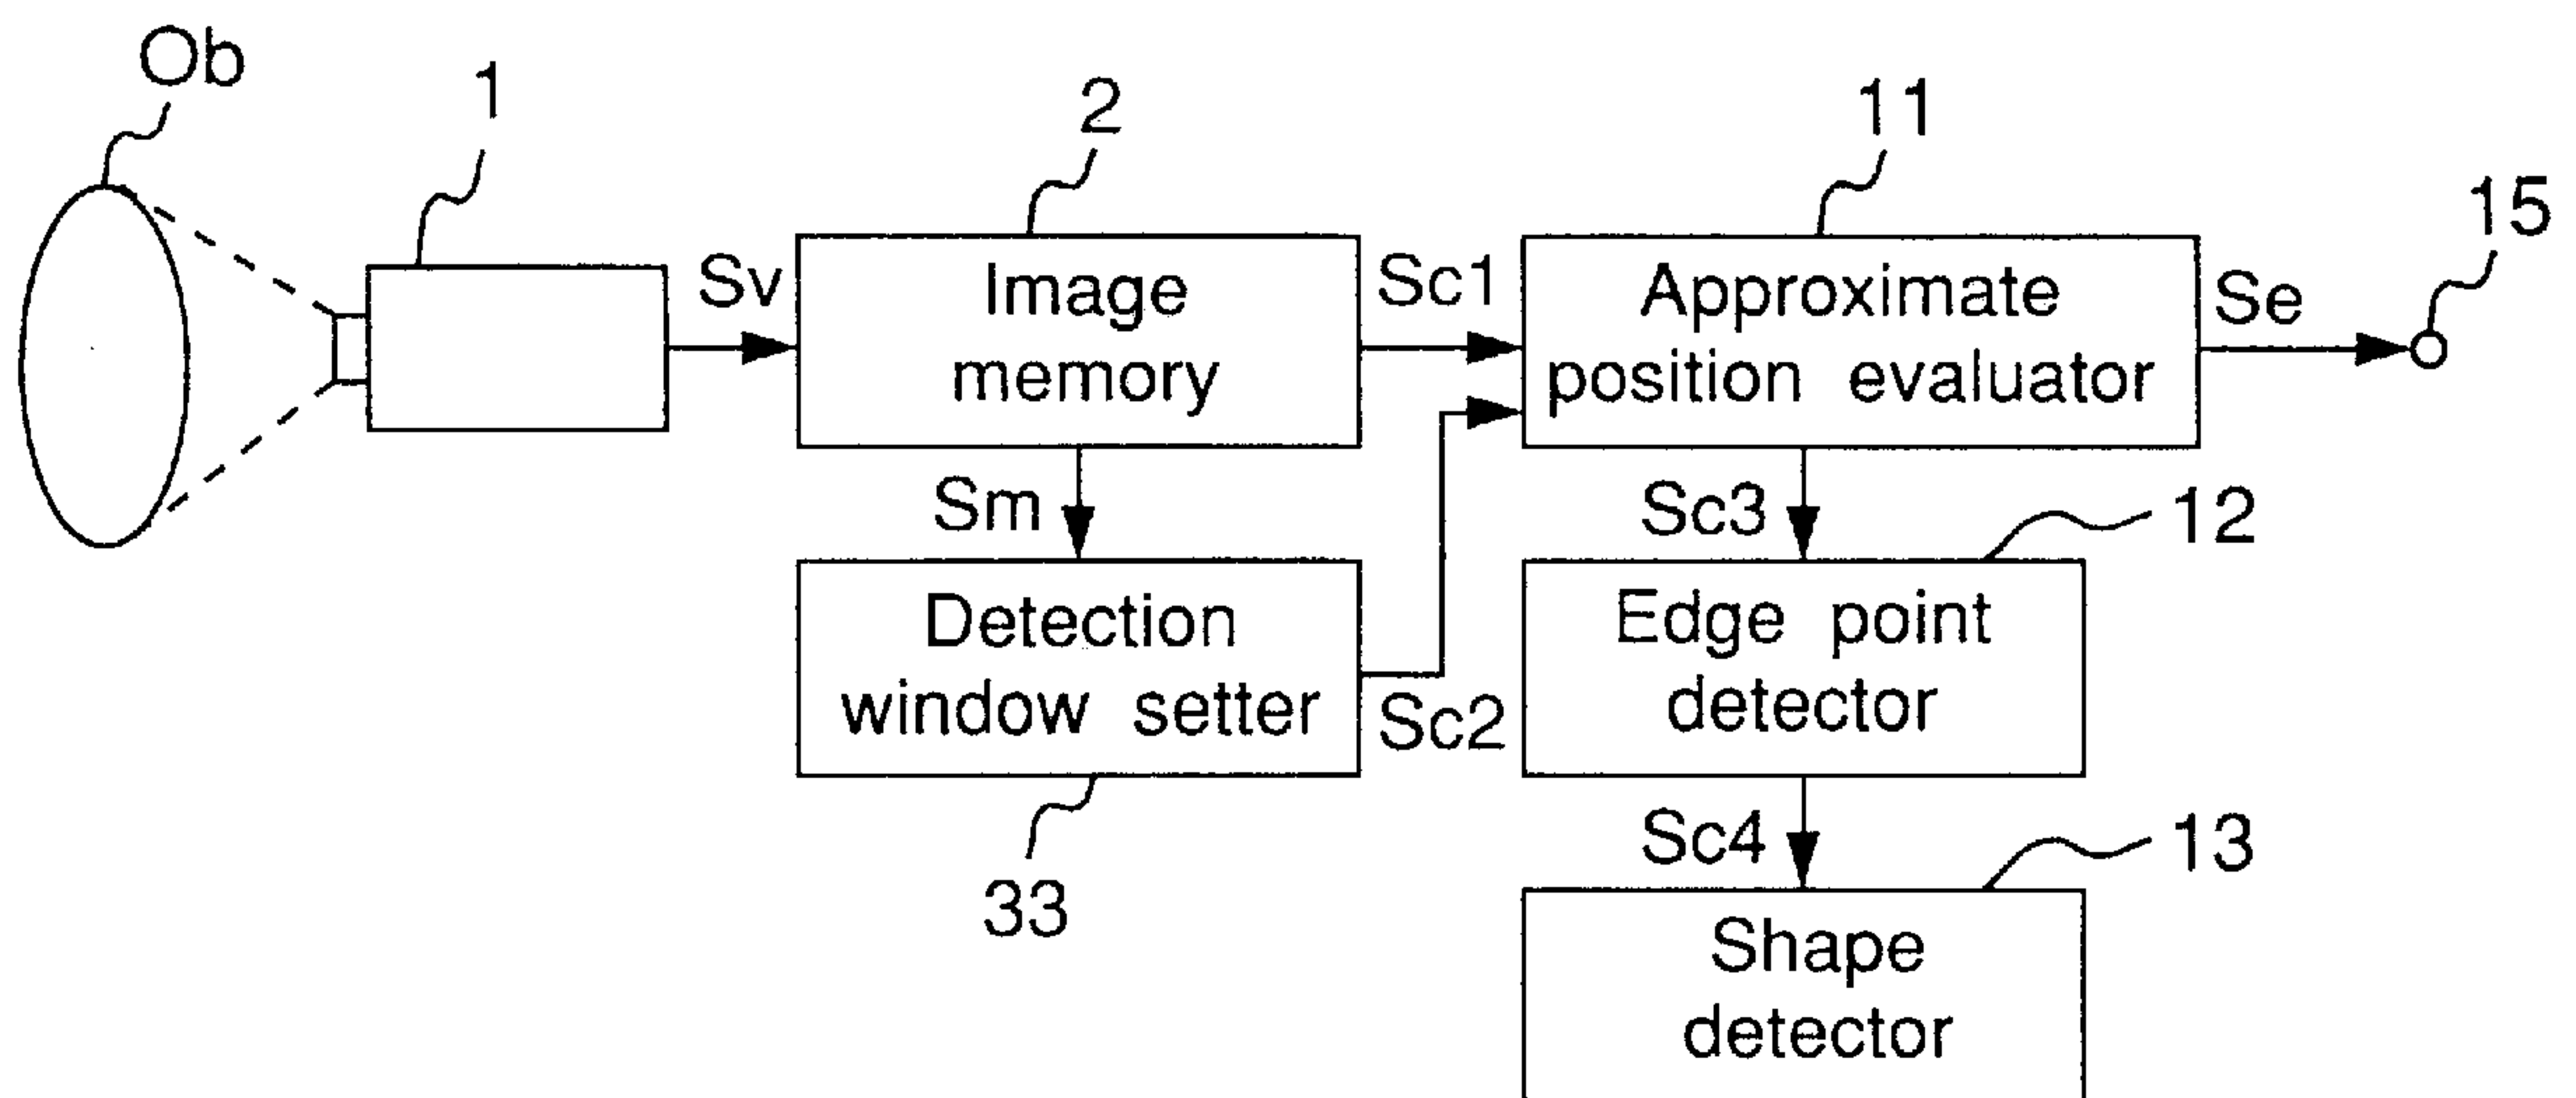 Ob
1
2
11
15
Sv
Image
memory
Sc1
Approximate
position evaluator
Se
Sm
Sc3
12
Detection
window setter
Sc2
Edge point
detector
33
Sc4
13
Shape
detector